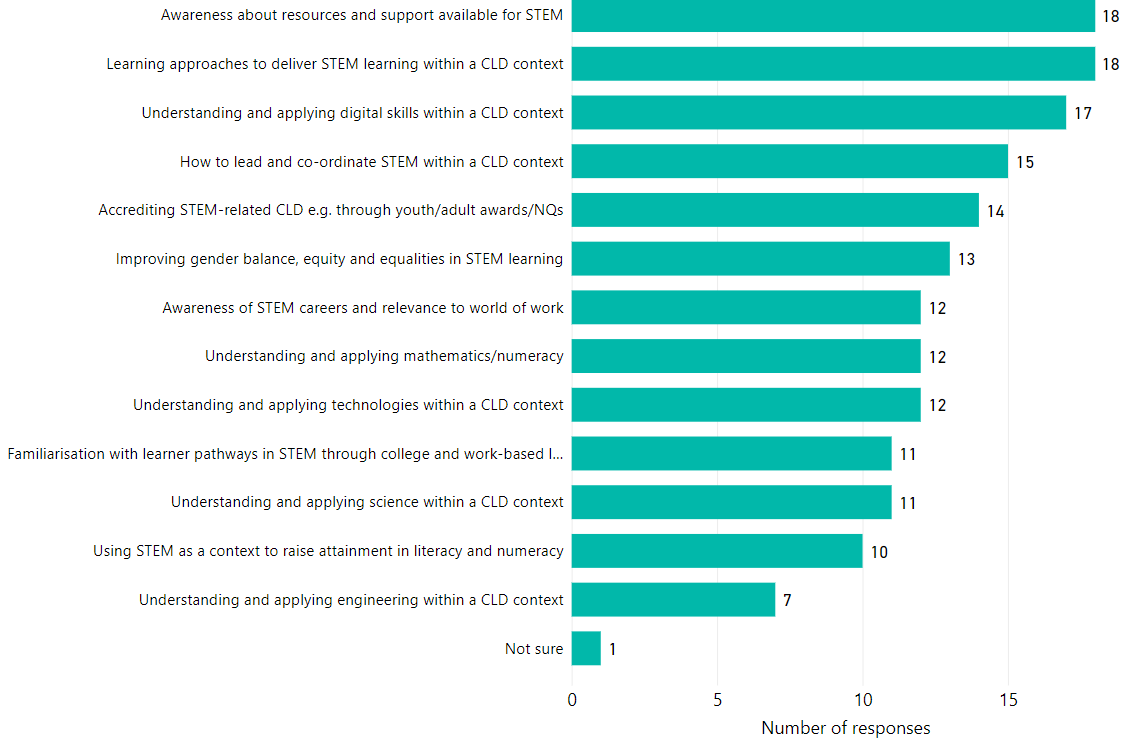 Awareness about resources and support available for STEM 18
Learning approaches to deliver STEM learning within a CLD context 18
Understanding and applying digital skills within a CLD context 17
How to lead and co-ordinate STEM within a CLD context 15
Accrediting STEM-related CLD e.g. through youth/adult awards/NQs 14
Improving gender balance, equity and equalities in STEM learning 13
Awareness of STEM careers and relevance to world of work 12
Understanding and applying mathematics/numeracy 12
Understanding and applying technologies within a CLD context 12
Familiarisation with learner pathways in STEM through college and work-based l... 11
Understanding and applying science within a CLD context 11
Using STEM as a context to raise attainment in literacy and numeracy 10
Understanding and applying engineering within a CLD context 7
Not sure 1
0 5 10 15
Number of responses